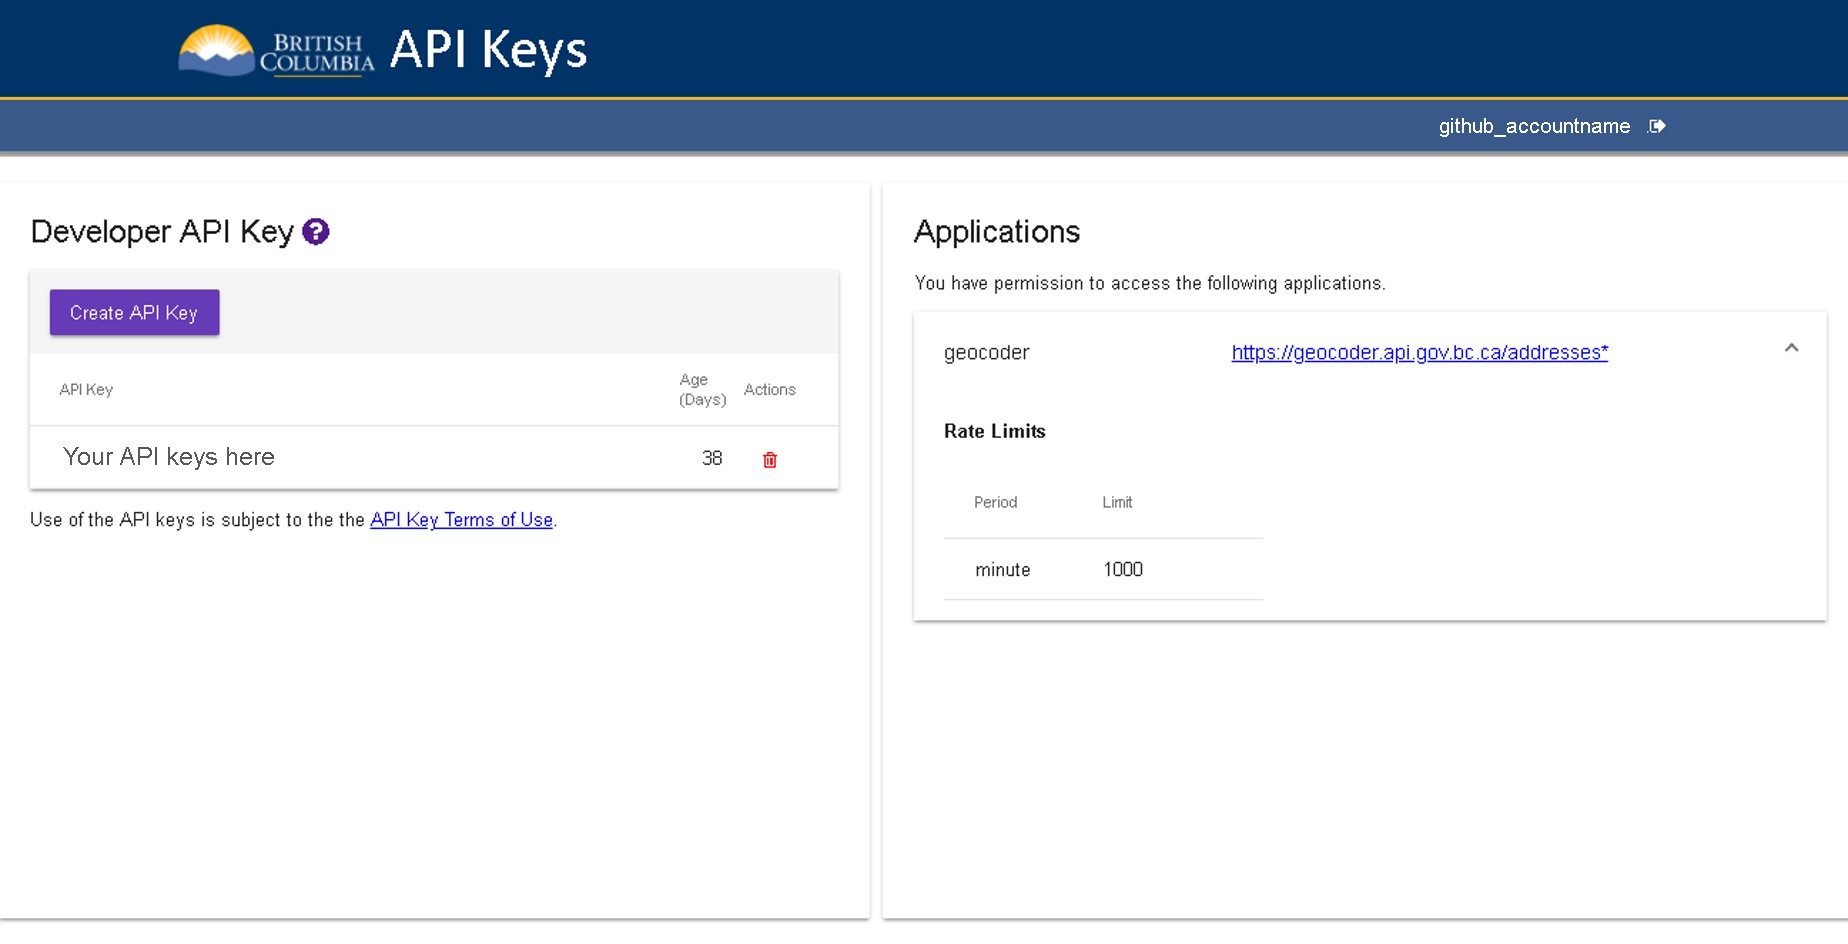 BRITISH
COLUMBIA
API Keys
github_accountname
Developer API Key ?
Create API Key
API Key
Age
(Days)
Actions
Your API keys here
38
Use of the API keys is subject to the the API Key Terms of Use.
Applications
You have permission to access the following applications.
geocoder
https://geocoder.api.gov.bc.ca/addresses*
Rate Limits
Period
Limit
minute
1000